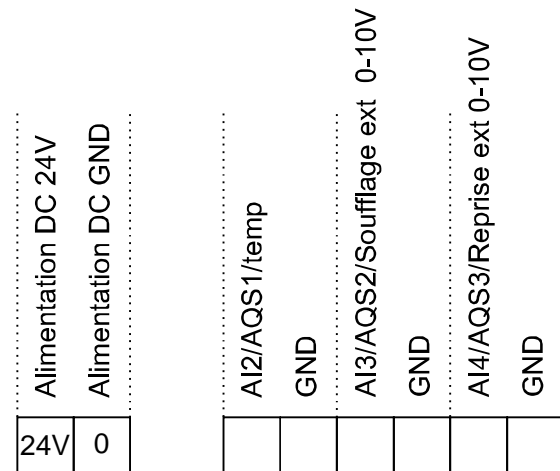 Alimentation DC 24V
Alimentation DC GND
AI2/AQS1/temp
GND
AI3/AQS2/Soufflage ext 0-10V
GND
AI4/AQS3/Reprise ext 0-10V
GND
24V
0